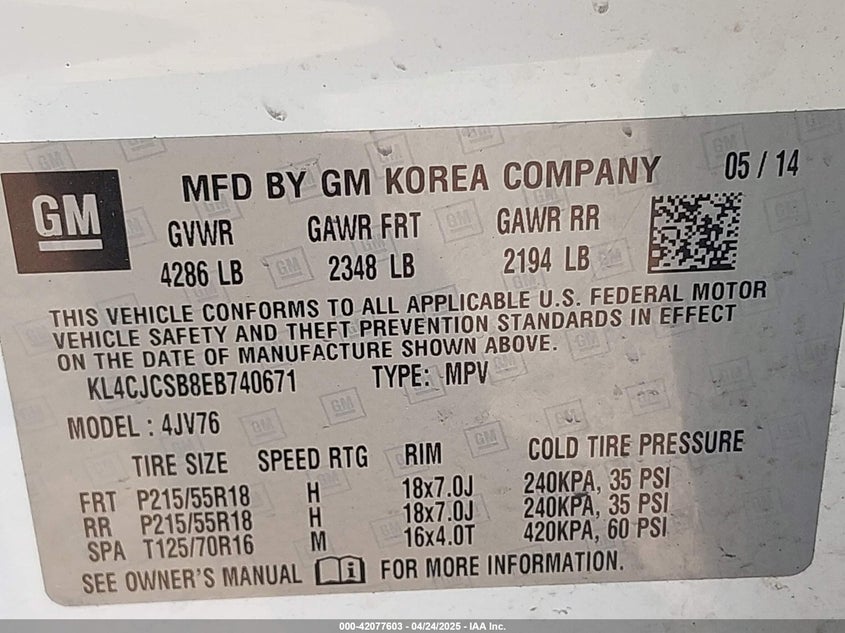 GM
MFD BY GM KOREA COMPANY 05 / 14
GVWR GAWR FRT GAWR RR
4286 LB 2348 LB 2194 LB
THIS VEHICLE CONFORMS TO ALL APPLICABLE U.S. FEDERAL MOTOR
VEHICLE SAFETY AND THEFT PREVENTION STANDARDS IN EFFECT
ON THE DATE OF MANUFACTURE SHOWN ABOVE.
KL4CJCSB8EB740671 TYPE: MPV
MODEL : 4JV76
TIRE SIZE SPEED RTG RIM COLD TIRE PRESSURE
FRT P215/55R18 H 18x7.0J 240KPA, 35 PSI
RR P215/55R18 H 18x7.0J 240KPA, 35 PSI
SPA T125/70R16 M 16x4.0T 420KPA, 60 PSI
SEE OWNER'S MANUAL i FOR MORE INFORMATION.
000-42077603 - 04/24/2025 - IAA Inc.